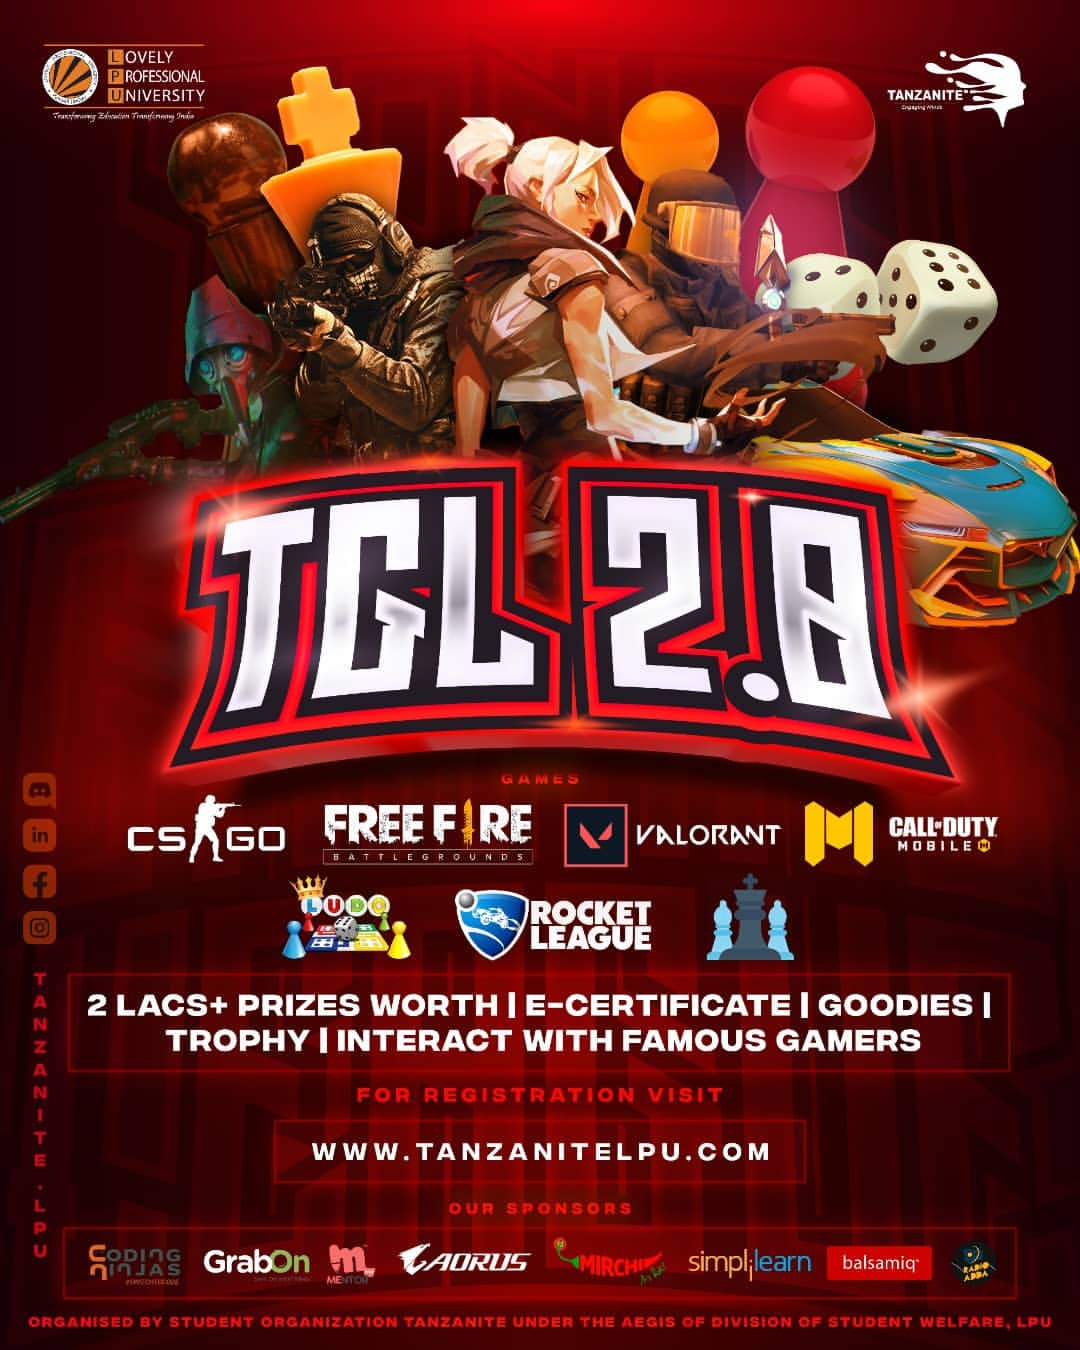 LOVELY
PROFESSIONAL
UNIVERSITY
Transforming Education Transforming India
TANZANITE
Engaging Minds
TGL 2.0
GAMES
CS GO
FREE FIRE
BATTLEGROUNDS
VALORANT
CALL OF DUTY
MOBILE
LUDO
ROCKET
LEAGUE
2 LACS+ PRIZES WORTH | E-CERTIFICATE | GOODIES |
TROPHY | INTERACT WITH FAMOUS GAMERS
FOR REGISTRATION VISIT
WWW.TANZANITELPU.COM
TANZANITE.LPU
OUR SPONSORS
CODING
NINJAS
GrabOn
SAVE ON EVERYTHING
m
MENTOR
AORUS
MIRCHI
simplilearn
balsamiq
RADIO
ADDA
ORGANISED BY STUDENT ORGANIZATION TANZANITE UNDER THE AEGIS OF DIVISION OF STUDENT WELFARE, LPU